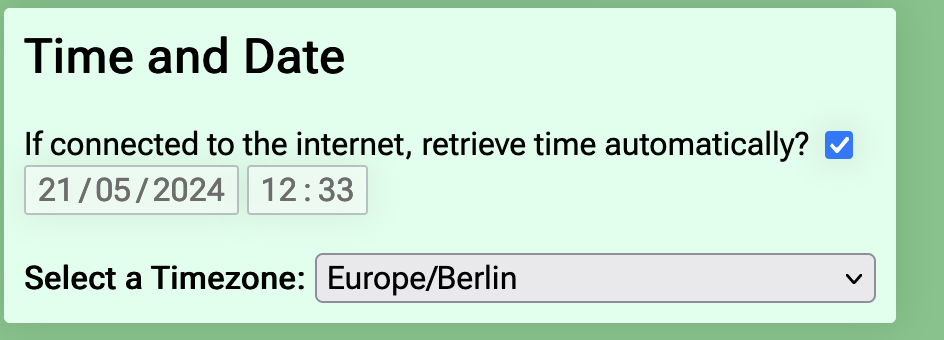 Time and Date
If connected to the internet, retrieve time automatically?
21/05/2024 12:33
Select a Timezone: Europe/Berlin